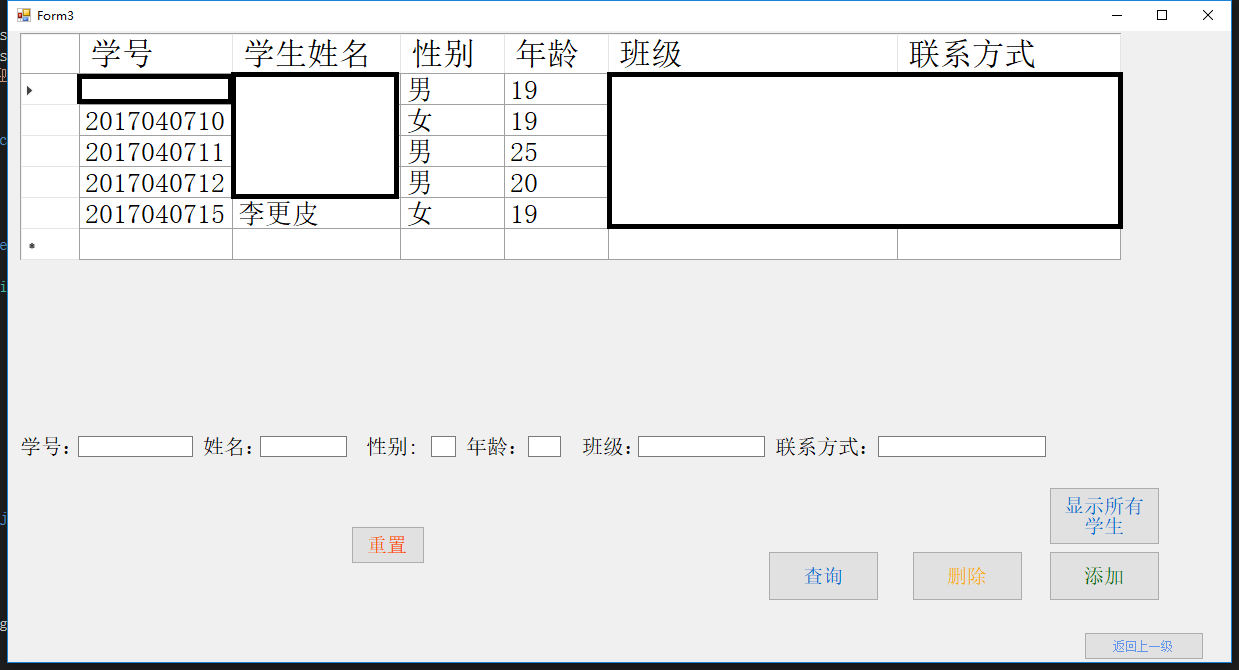 Form3
学号 学生姓名 性别 年龄 班级 联系方式
男 19
2017040710 女 19
2017040711 男 25
2017040712 男 20
2017040715 李更皮 女 19
学号: 姓名: 性别: 年龄: 班级: 联系方式:
显示所有
学生
重置
查询 删除 添加
返回上一级